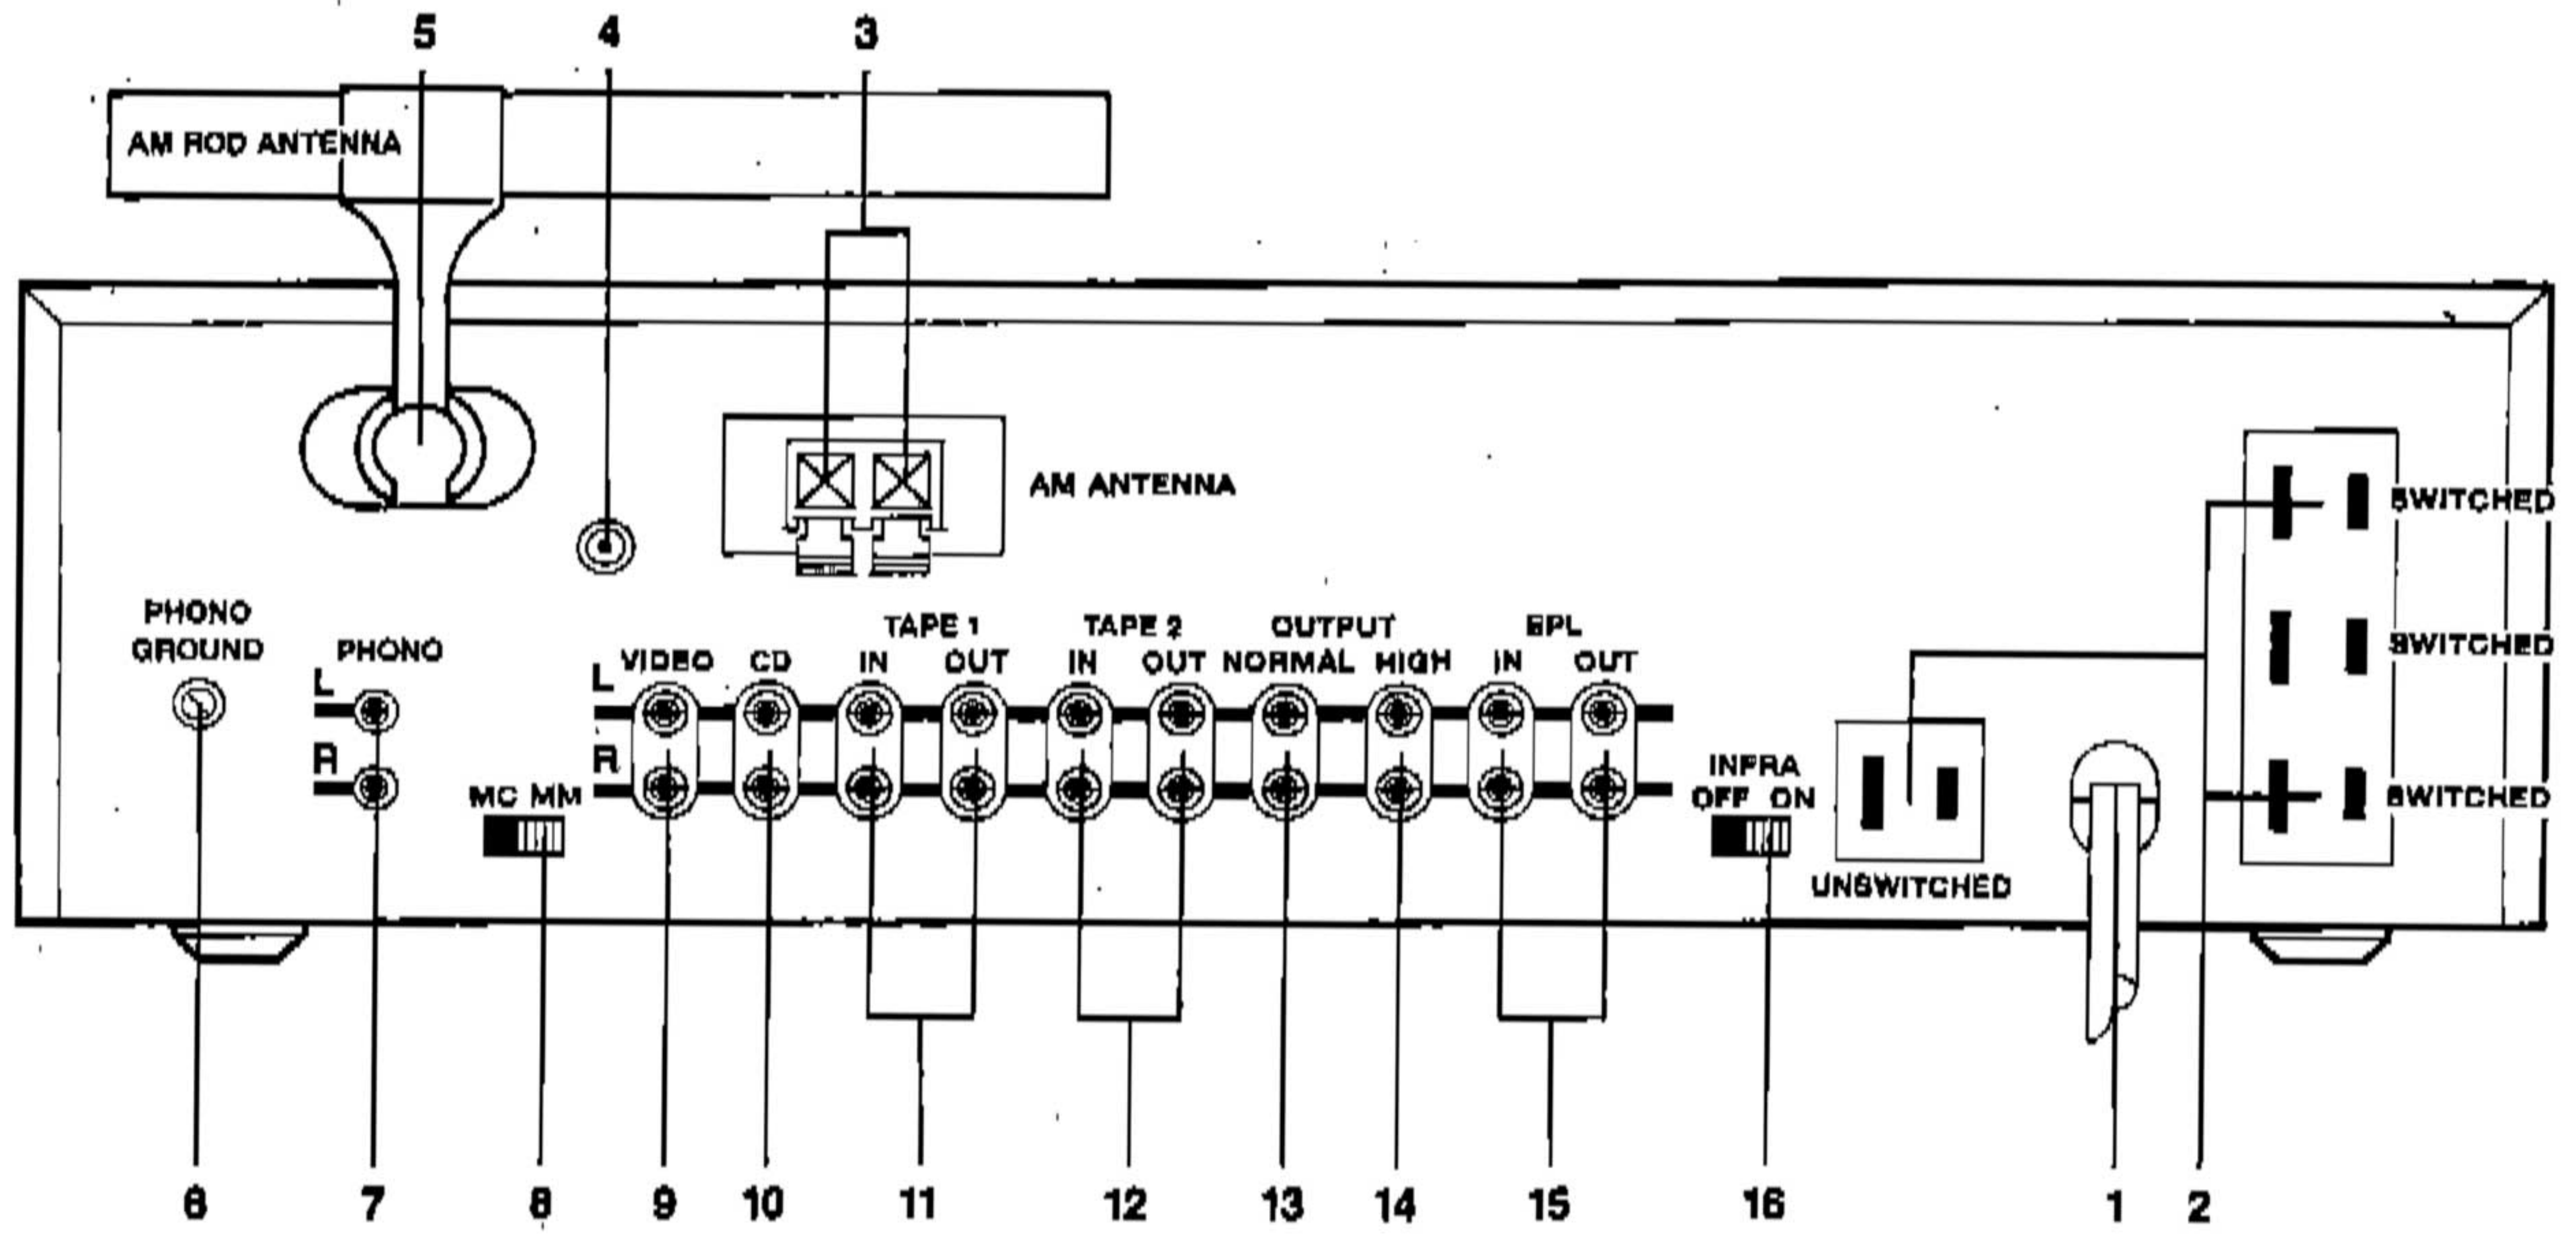 5 4 3
AM ROD ANTENNA
AM ANTENNA
SWITCHED
SWITCHED
SWITCHED
PHONO
GROUND
PHONO
L
R
MC MM
TAPE 1 TAPE 2 OUTPUT EPL
VIDEO CD IN OUT IN OUT NORMAL HIGH IN OUT
L
R
INFRA
OFF ON
UNSWITCHED
6 7 8 9 10 11 12 13 14 15 16 1 2